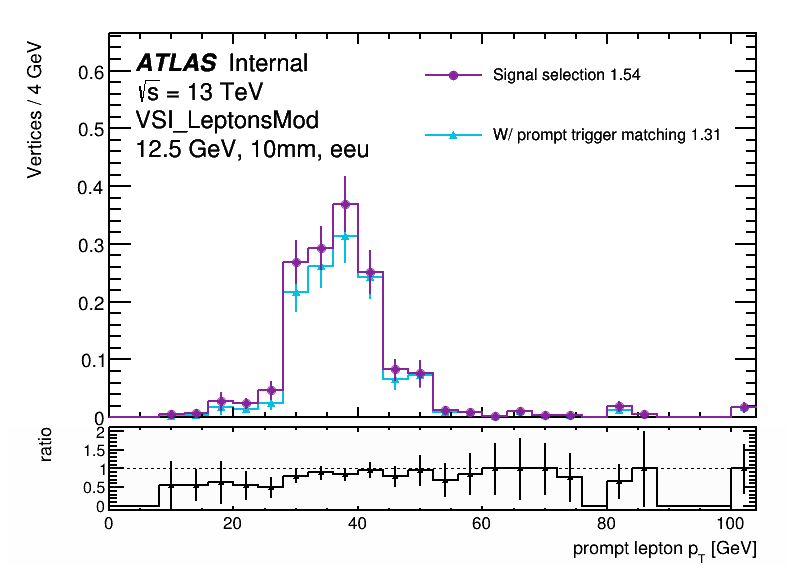 ATLAS Internal
√s = 13 TeV
VSI_LeptonsMod
12.5 GeV, 10mm, eeu
Signal selection 1.54
W/ prompt trigger matching 1.31
Vertices / 4 GeV
0.6
0.5
0.4
0.3
0.2
0.1
0
ratio
2
1.5
1
0.5
0
0 20 40 60 80 100
prompt lepton p_T [GeV]